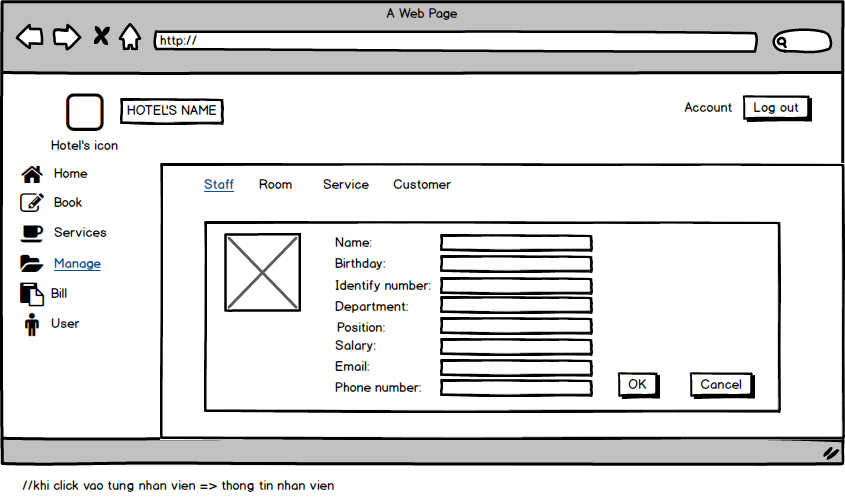 A Web Page
http://
HOTEL'S NAME
Account
Log out
Hotel's icon
Home
Book
Services
Manage
Bill
User
Staff Room Service Customer
Name:
Birthday:
Identify number:
Department:
Position:
Salary:
Email:
Phone number:
OK
Cancel
//khi click vao tung nhan vien => thong tin nhan vien